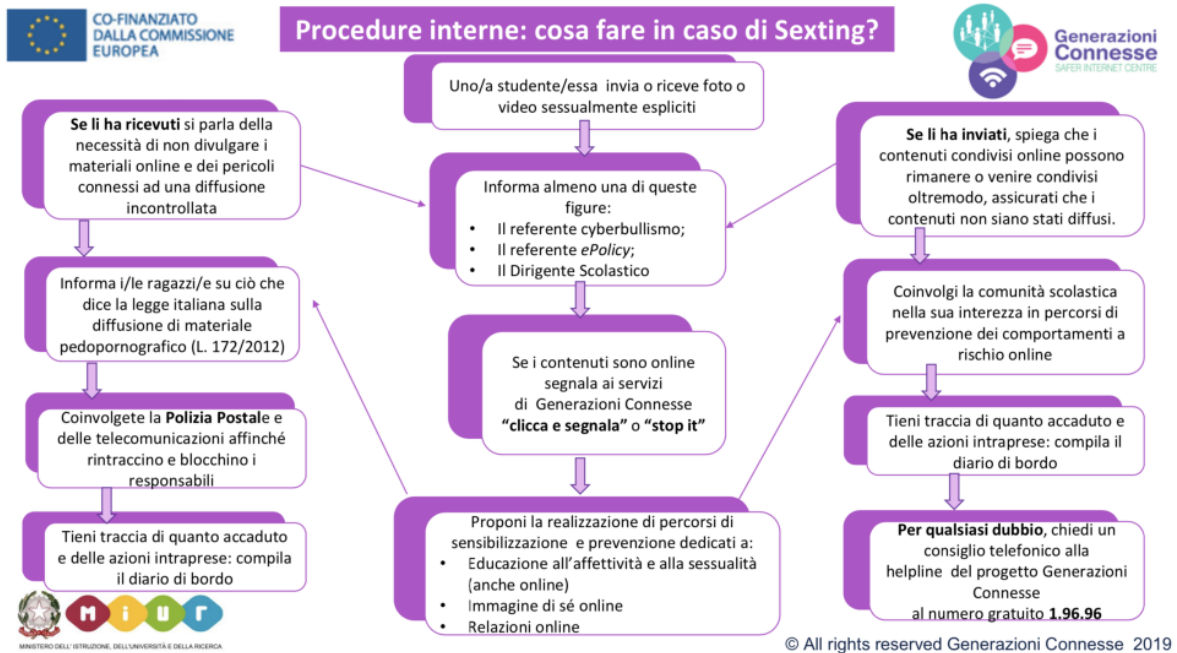 CO-FINANZIATO
DALLA COMMISSIONE
EUROPEA
Procedure interne: cosa fare in caso di Sexting?
Generazioni
Connesse
SAFER INTERNET CENTRE
Uno/a studente/essa invia o riceve foto o
video sessualmente espliciti
Se li ha ricevuti si parla della
necessità di non divulgare i
materiali online e dei pericoli
connessi ad una diffusione
incontrollata
Informa i/le ragazzi/e su ciò che
dice la legge italiana sulla
diffusione di materiale
pedopornografico (L. 172/2012)
Coinvolgete la Polizia Postale e
delle telecomunicazioni affinché
rintraccino e blocchino i
responsabili
Tieni traccia di quanto accaduto
e delle azioni intraprese: compila
il diario di bordo
Informa almeno una di queste
figure:
• Il referente cyberbullismo;
• Il referente ePolicy;
• Il Dirigente Scolastico
Se i contenuti sono online
segnala ai servizi
di Generazioni Connesse
“clicca e segnala” o “stop it”
Proponi la realizzazione di percorsi di
sensibilizzazione e prevenzione dedicati a:
• Educazione all’affettività e alla sessualità
(anche online)
• Immagine di sé online
• Relazioni online
Se li ha inviati, spiega che i
contenuti condivisi online possono
rimanere o venire condivisi
oltremodo, assicurati che i
contenuti non siano stati diffusi.
Coinvolgi la comunità scolastica
nella sua interezza in percorsi di
prevenzione dei comportamenti a
rischio online
Tieni traccia di quanto accaduto e
delle azioni intraprese: compila il
diario di bordo
Per qualsiasi dubbio, chiedi un
consiglio telefonico alla
helpline del progetto Generazioni
Connesse
al numero gratuito 1.96.96
MIUr
MINISTERO DELL'ISTRUZIONE, DELL'UNIVERSITÀ E DELLA RICERCA
© All rights reserved Generazioni Connesse 2019